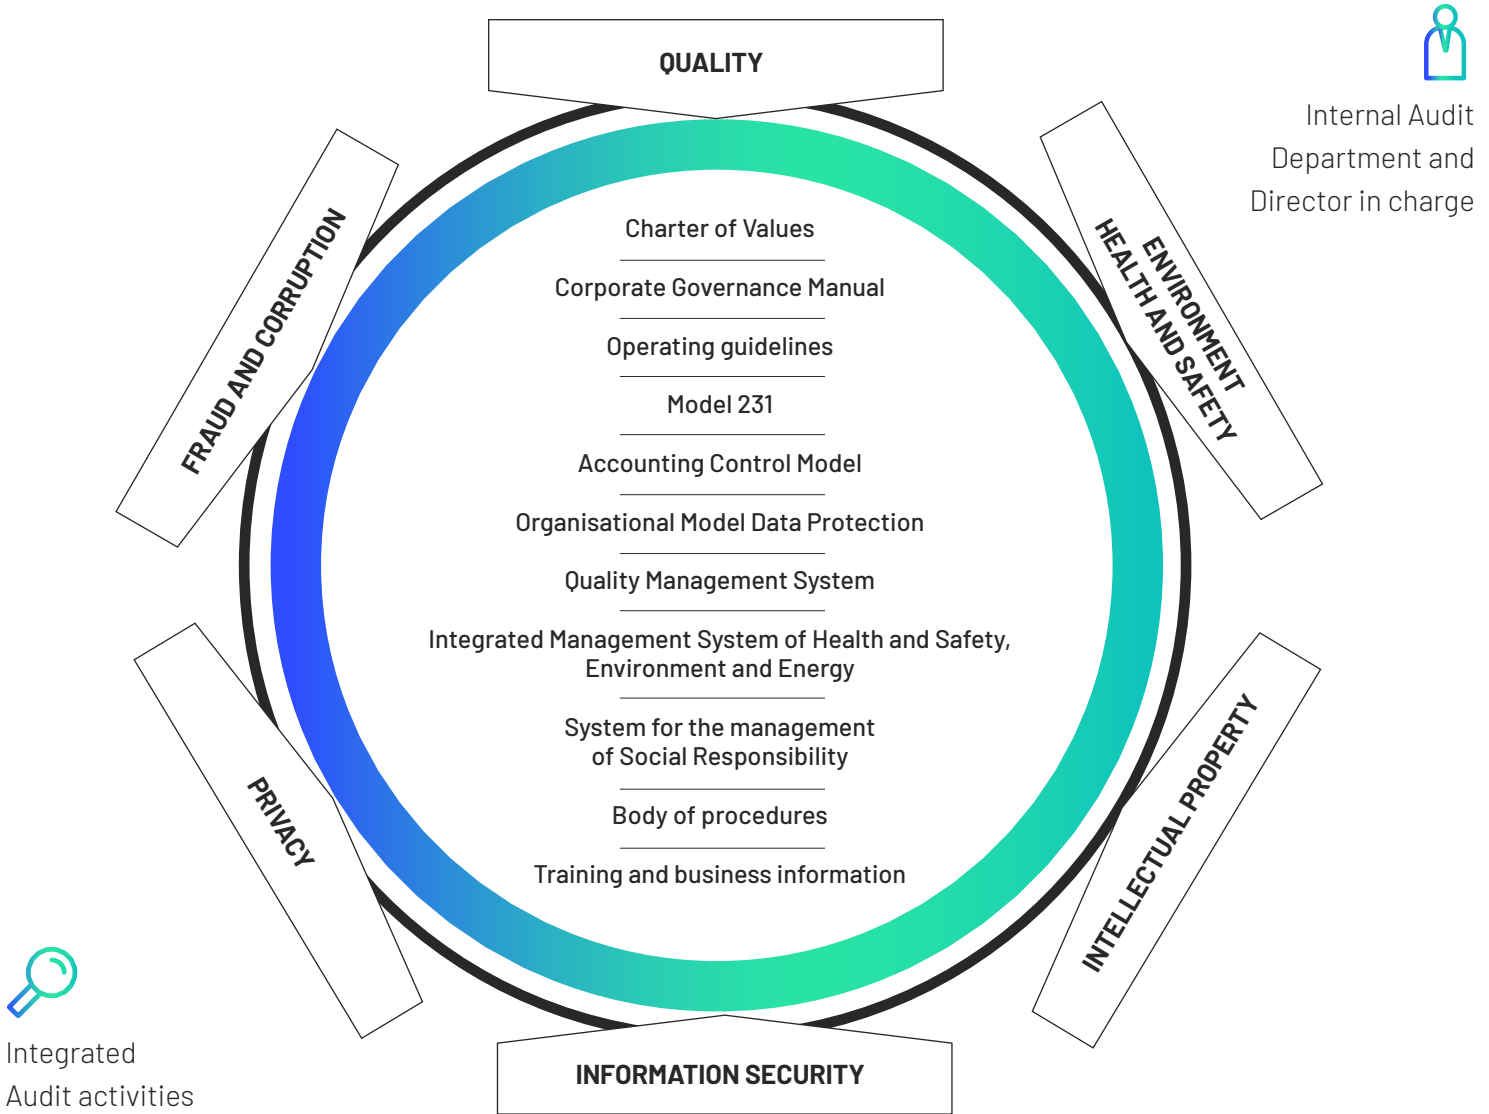 QUALITY
Internal Audit
Department and
Director in charge
FRAUD AND CORRUPTION
ENVIRONMENT
HEALTH AND SAFETY
Charter of Values
Corporate Governance Manual
Operating guidelines
Model 231
Accounting Control Model
Organisational Model Data Protection
Quality Management System
Integrated Management System of Health and Safety,
Environment and Energy
System for the management
of Social Responsibility
Body of procedures
Training and business information
PRIVACY
INTELLECTUAL PROPERTY
Integrated
Audit activities
INFORMATION SECURITY